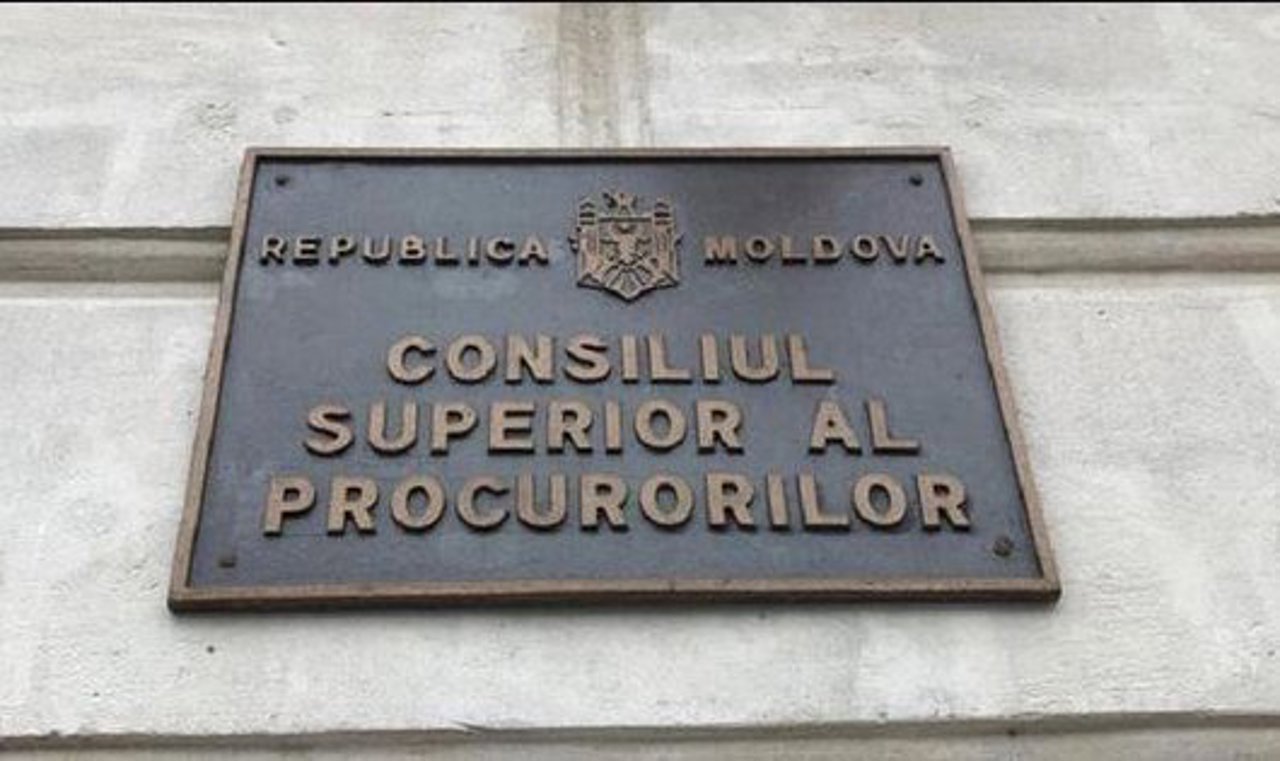 REPUBLICA MOLDOVA
CONSILIUL
SUPERIOR AL
PROCURORILOR